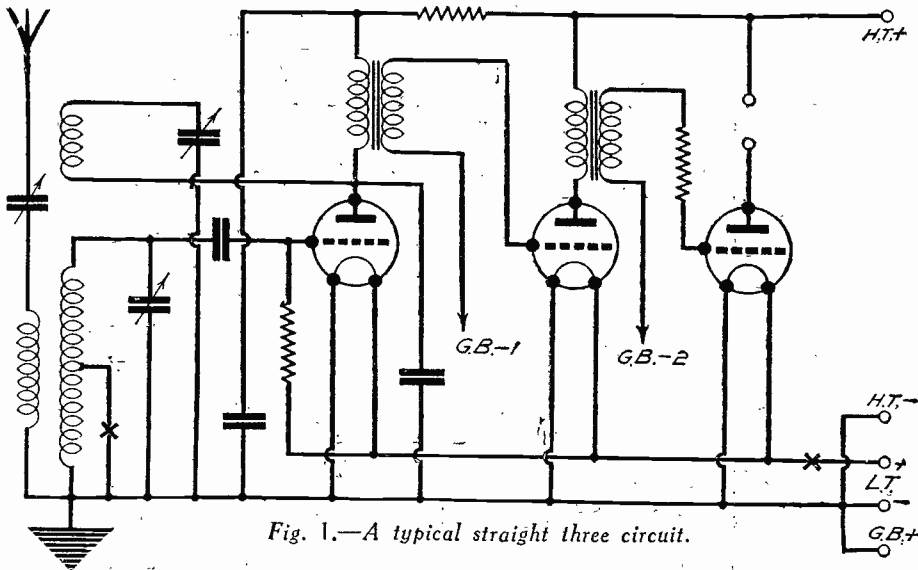 H.T.+
G.B.-1
G.B.-2
H.T.-
+
L.T.
-
G.B.+
Fig. 1.—A typical straight three circuit.